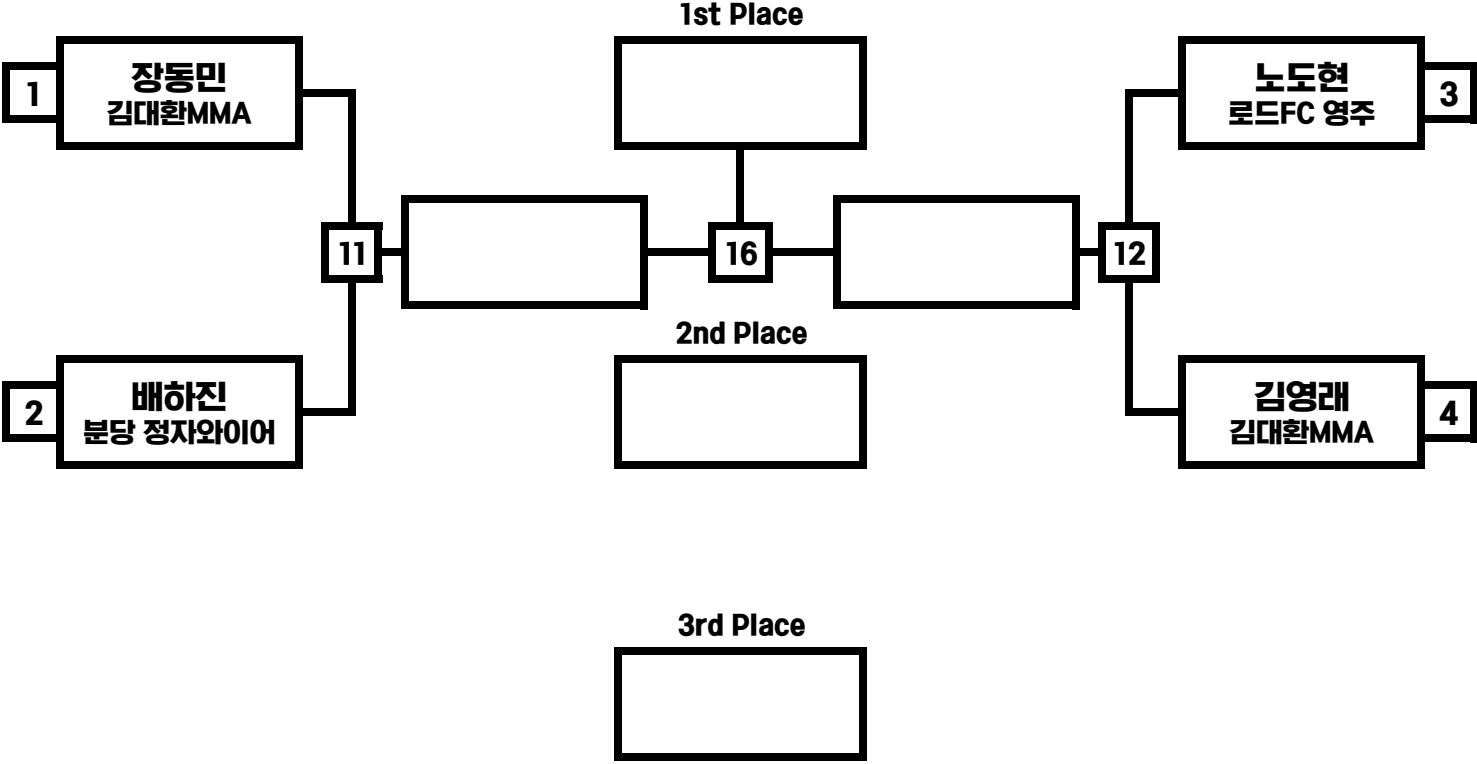 1st Place
1
장동민
김대환MMA
노도현
로드FC 영주
3
11
16
12
2nd Place
2
배하진
분당 정자와이어
김영래
김대환MMA
4
3rd Place